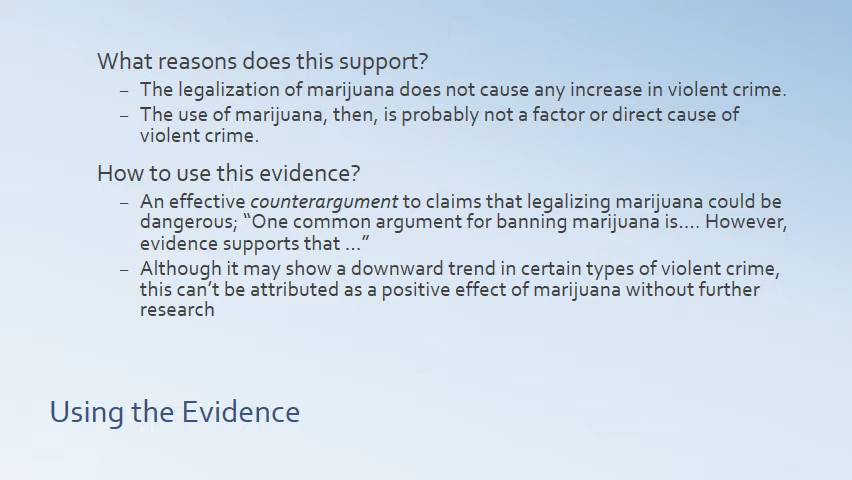 What reasons does this support?
– The legalization of marijuana does not cause any increase in violent crime.
– The use of marijuana, then, is probably not a factor or direct cause of
violent crime.
How to use this evidence?
– An effective counterargument to claims that legalizing marijuana could be
dangerous; “One common argument for banning marijuana is…. However,
evidence supports that …”
– Although it may show a downward trend in certain types of violent crime,
this can’t be attributed as a positive effect of marijuana without further
research
Using the Evidence